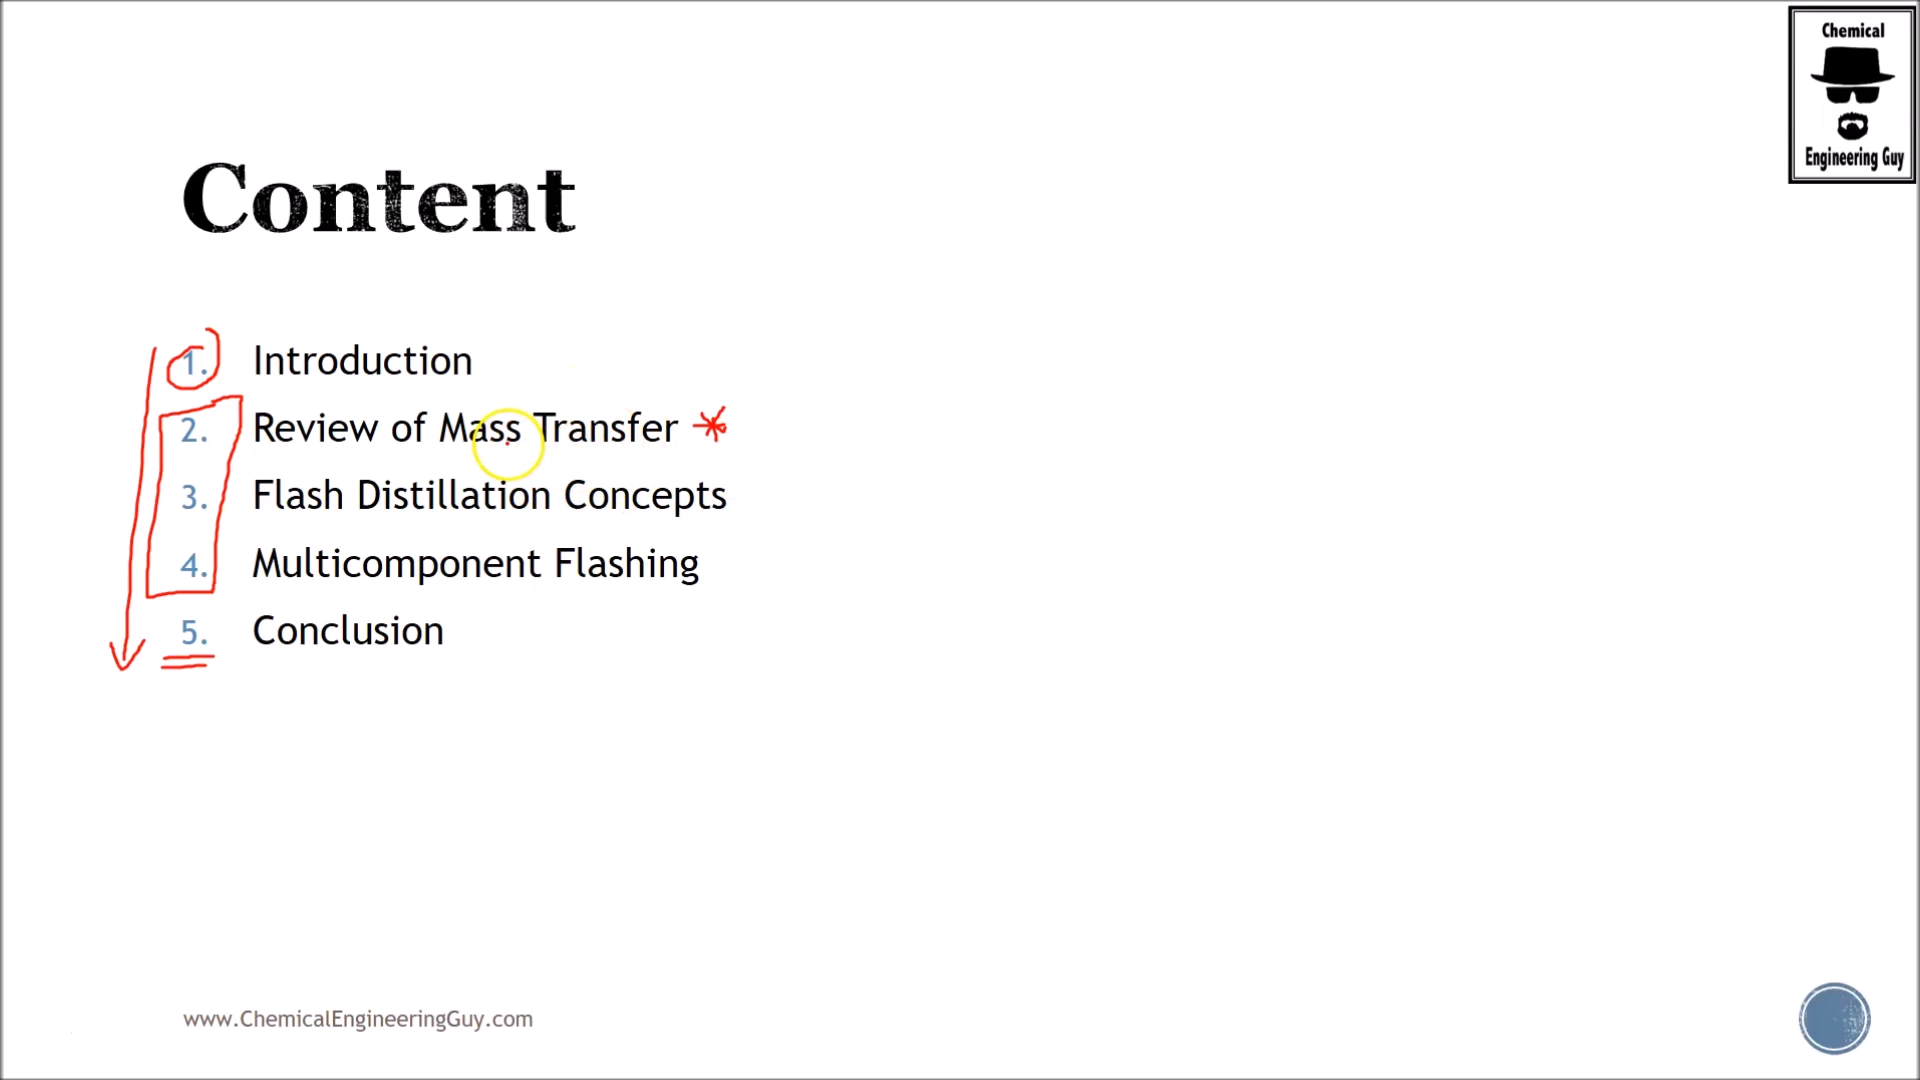 Chemical
Engineering Guy
Content
1. Introduction
2. Review of Mass Transfer *
3. Flash Distillation Concepts
4. Multicomponent Flashing
5. Conclusion
www.ChemicalEngineeringGuy.com